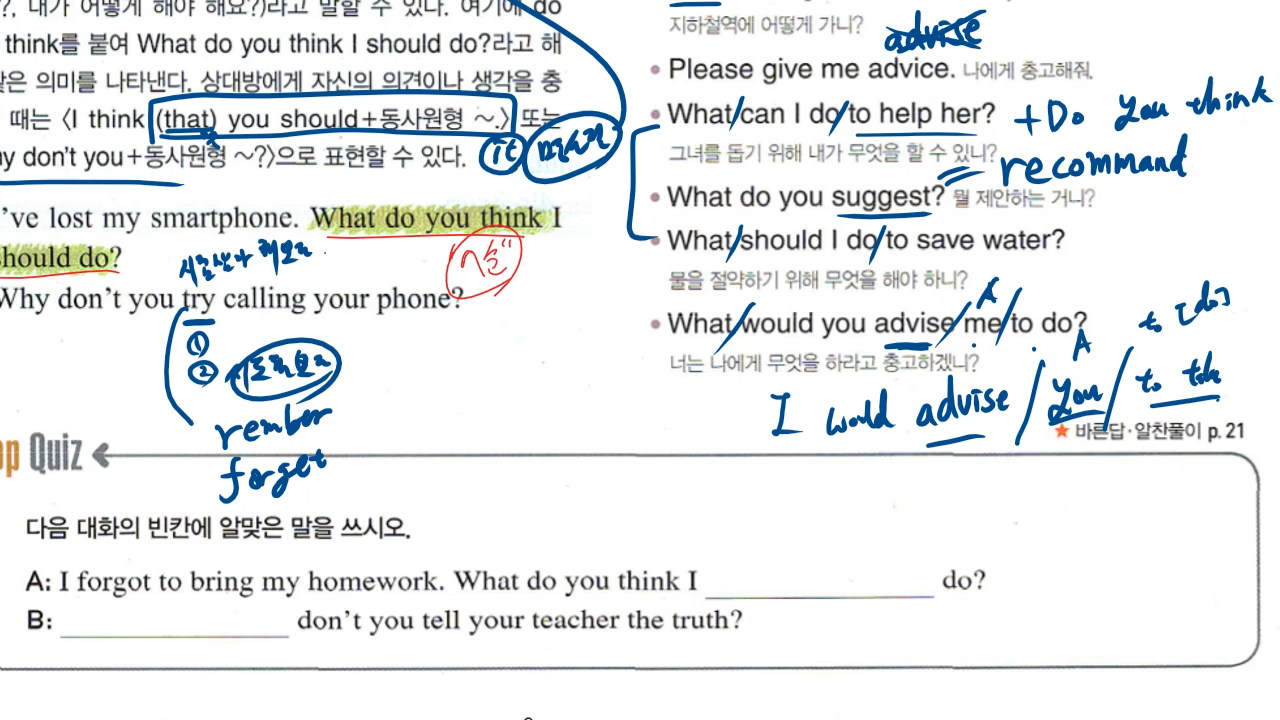 ?, 내가 어떻게 해야 해요?)라고 말할 수 있다. 여기에 do
think를 붙여 What do you think I should do?라고 해
같은 의미를 나타낸다. 상대방에게 자신의 의견이나 생각을 충
때는 〈I think (that) you should+동사원형 ~.〉 또는
y don't you+동사원형 ~?〉으로 표현할 수 있다.
it
've lost my smartphone. What do you think I
should do?
Why don't you try calling your phone?
①
②
rember
forget
지하철역에 어떻게 가니?
advise
• Please give me advice. 나에게 충고해줘.
• What/can I do/to help her? +Do you think
그녀를 돕기 위해 내가 무엇을 할 수 있니?
recommand
• What do you suggest? 뭘 제안하는 거니?
• What/should I do/to save water?
물을 절약하기 위해 무엇을 해야 하니?
A
• What/would you advise/me/to do?
to [do]
너는 나에게 무엇을 하라고 충고하겠니?
A
I would advise / you / to
★ 바른답·알찬풀이 p. 21
op Quiz
다음 대화의 빈칸에 알맞은 말을 쓰시오.
A: I forgot to bring my homework. What do you think I ____________ do?
B: ____________ don't you tell your teacher the truth?